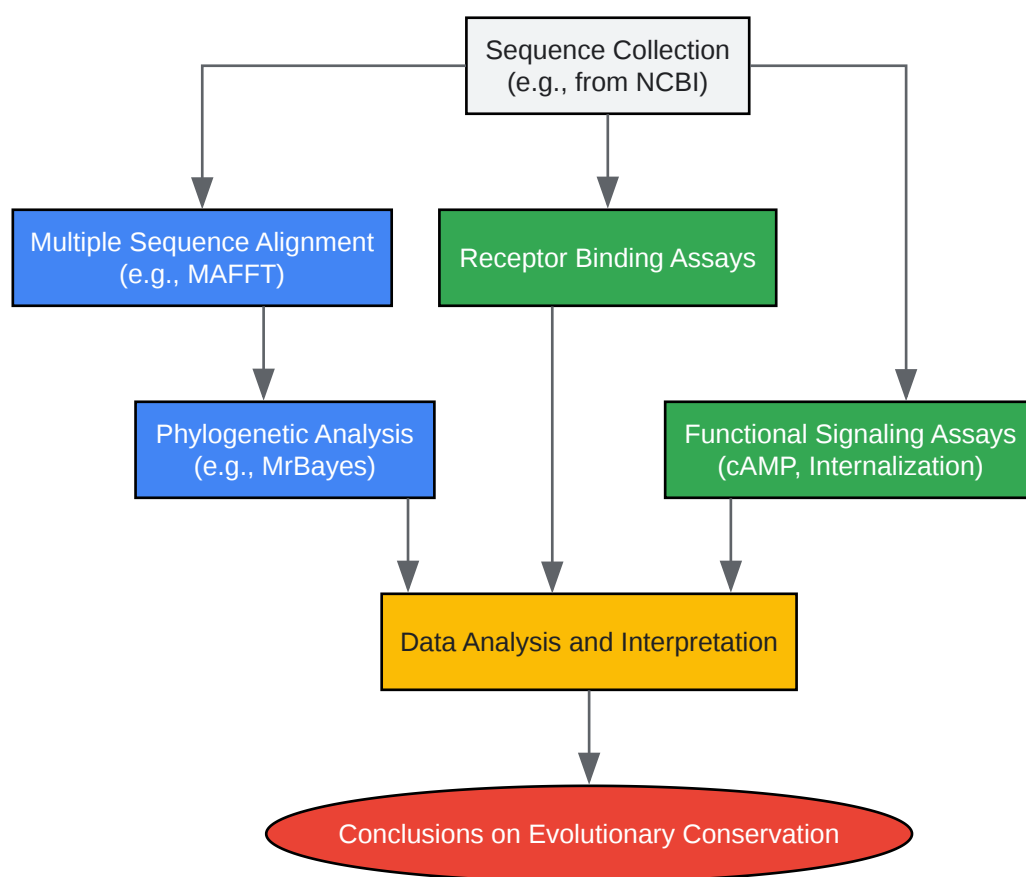 Sequence Collection
(e.g., from NCBI)
Multiple Sequence Alignment
(e.g., MAFFT)
Receptor Binding Assays
Phylogenetic Analysis
(e.g., MrBayes)
Functional Signaling Assays
(cAMP, Internalization)
Data Analysis and Interpretation
Conclusions on Evolutionary Conservation